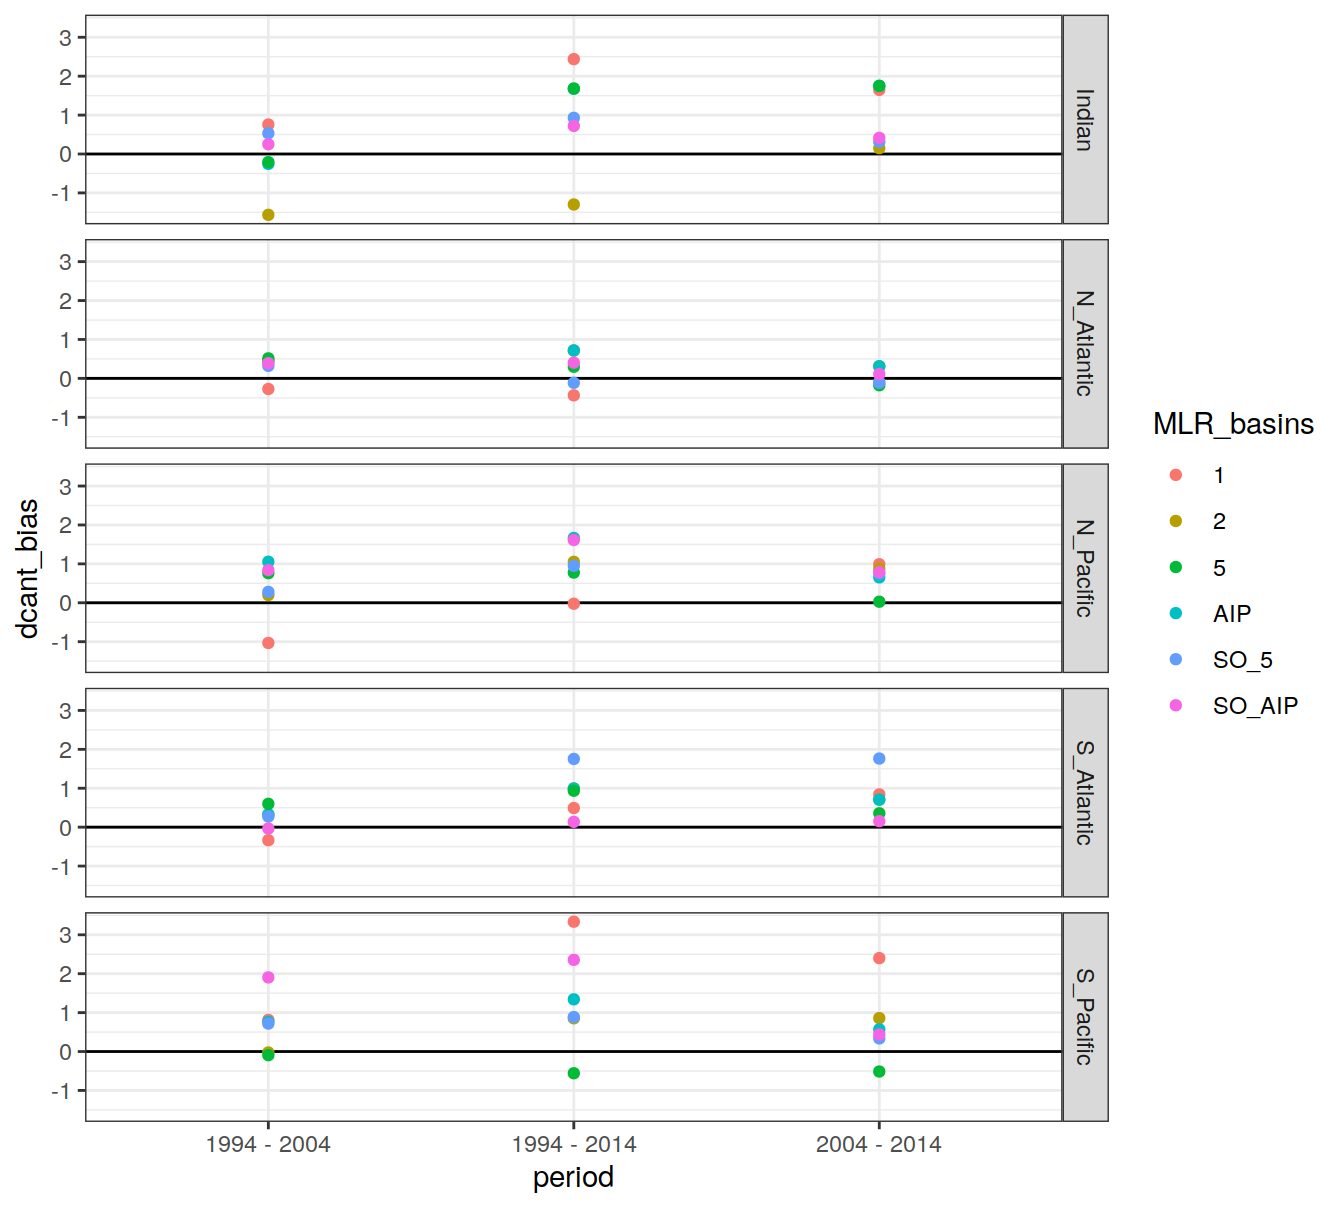 3
2
1
0
-1
Indian
3
2
1
0
-1
N_Atlantic
3
2
1
0
-1
N_Pacific
3
2
1
0
-1
S_Atlantic
3
2
1
0
-1
S_Pacific
dcant_bias
1994 - 2004
1994 - 2014
2004 - 2014
period
MLR_basins
1
2
5
AIP
SO_5
SO_AIP